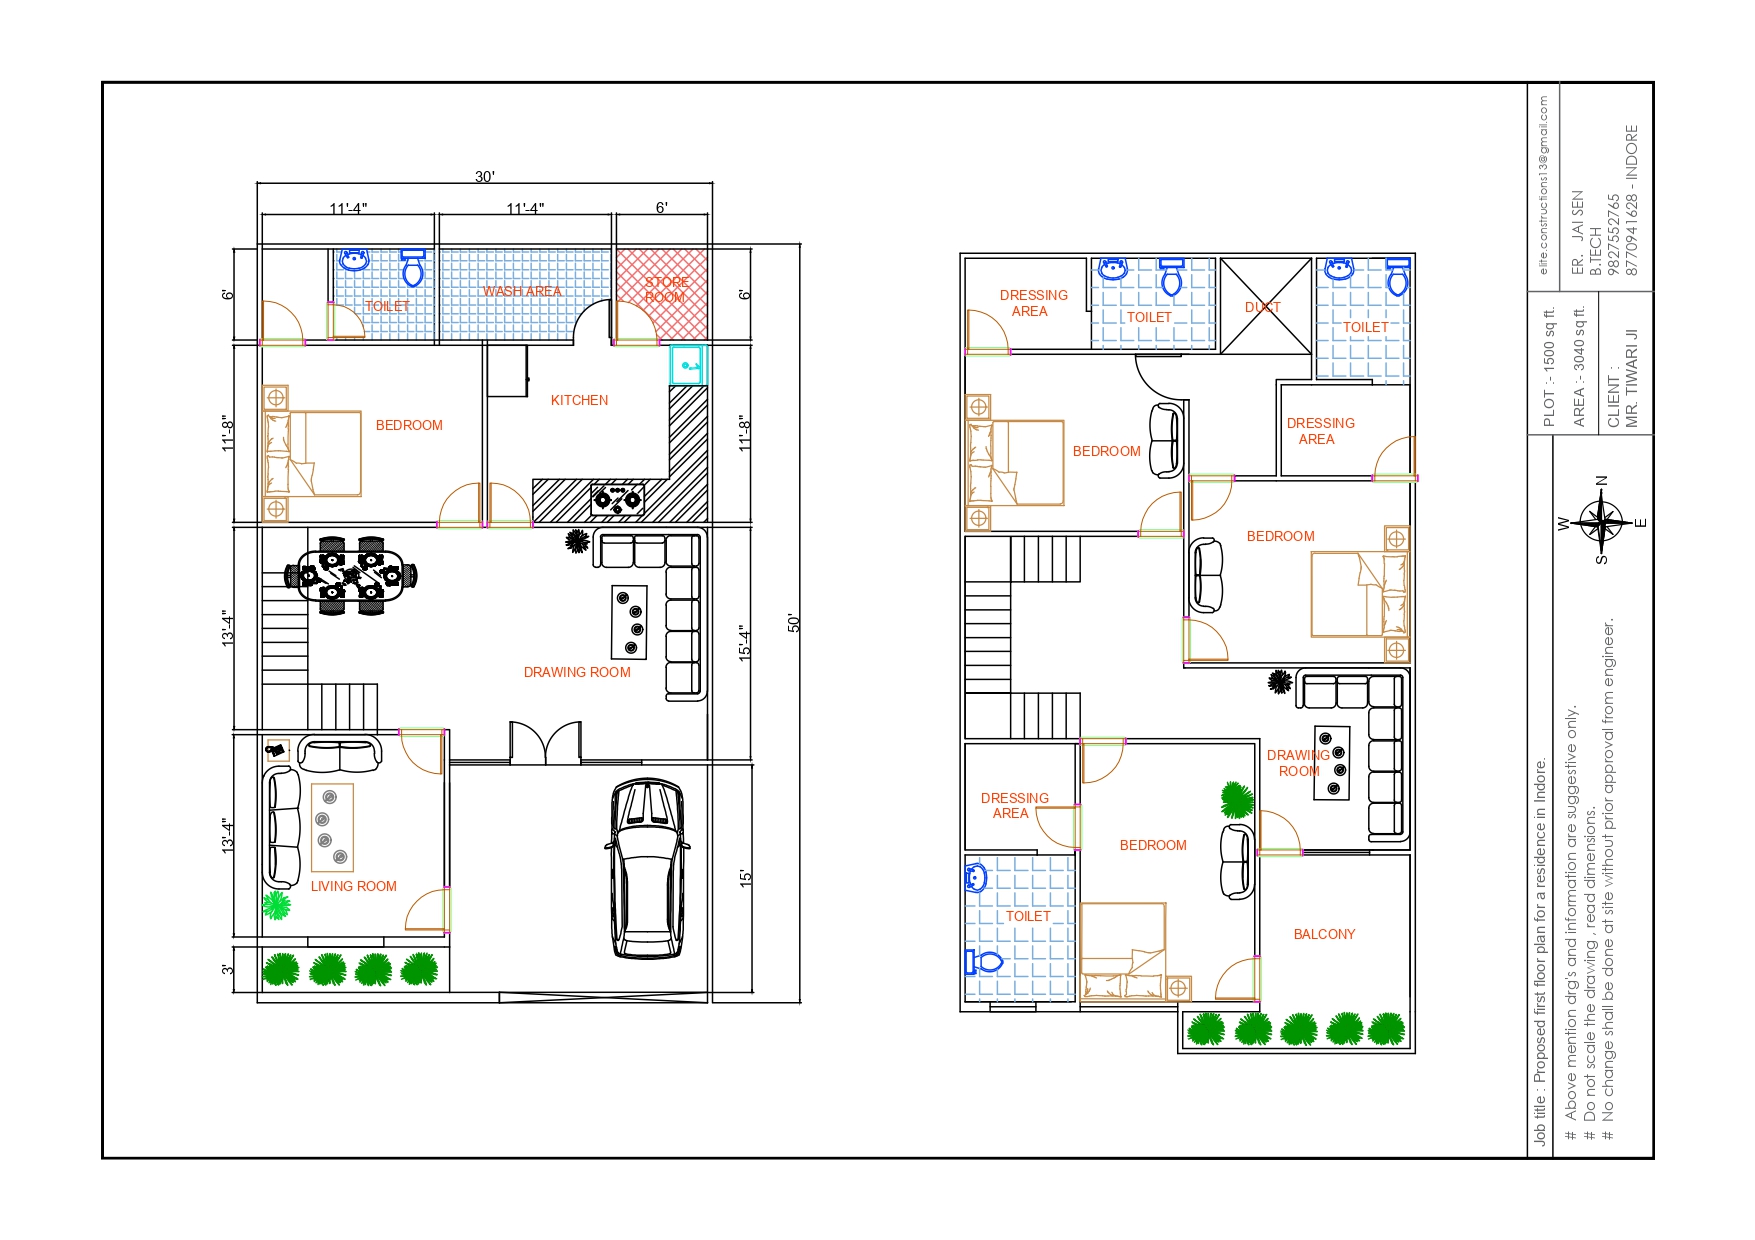 30'
11'-4"
11'-4"
6'
6'
11'-8"
13'-4"
13'-4"
3'
6'
11'-8"
15'-4"
15'
50'
TOILET
WASH AREA
STORE
ROOM
BEDROOM
KITCHEN
DRAWING ROOM
LIVING ROOM
DRESSING
AREA
TOILET
DUCT
TOILET
BEDROOM
DRESSING
AREA
BEDROOM
DRAWING
ROOM
DRESSING
AREA
BEDROOM
TOILET
BALCONY
elite.constructions13@gmail.com
ER. JAI SEN
B.TECH
9827552765
8770941628 - INDORE
PLOT :- 1500 sq ft.
AREA :- 3040 sq ft.
CLIENT :
MR. TIWARI JI
N
W
E
S
Job title : Proposed first floor plan for a residence in Indore.
# Above mention drg's and information are suggestive only.
# Do not scale the drawing , read dimensions.
# No change shall be done at site without prior approval from engineer.